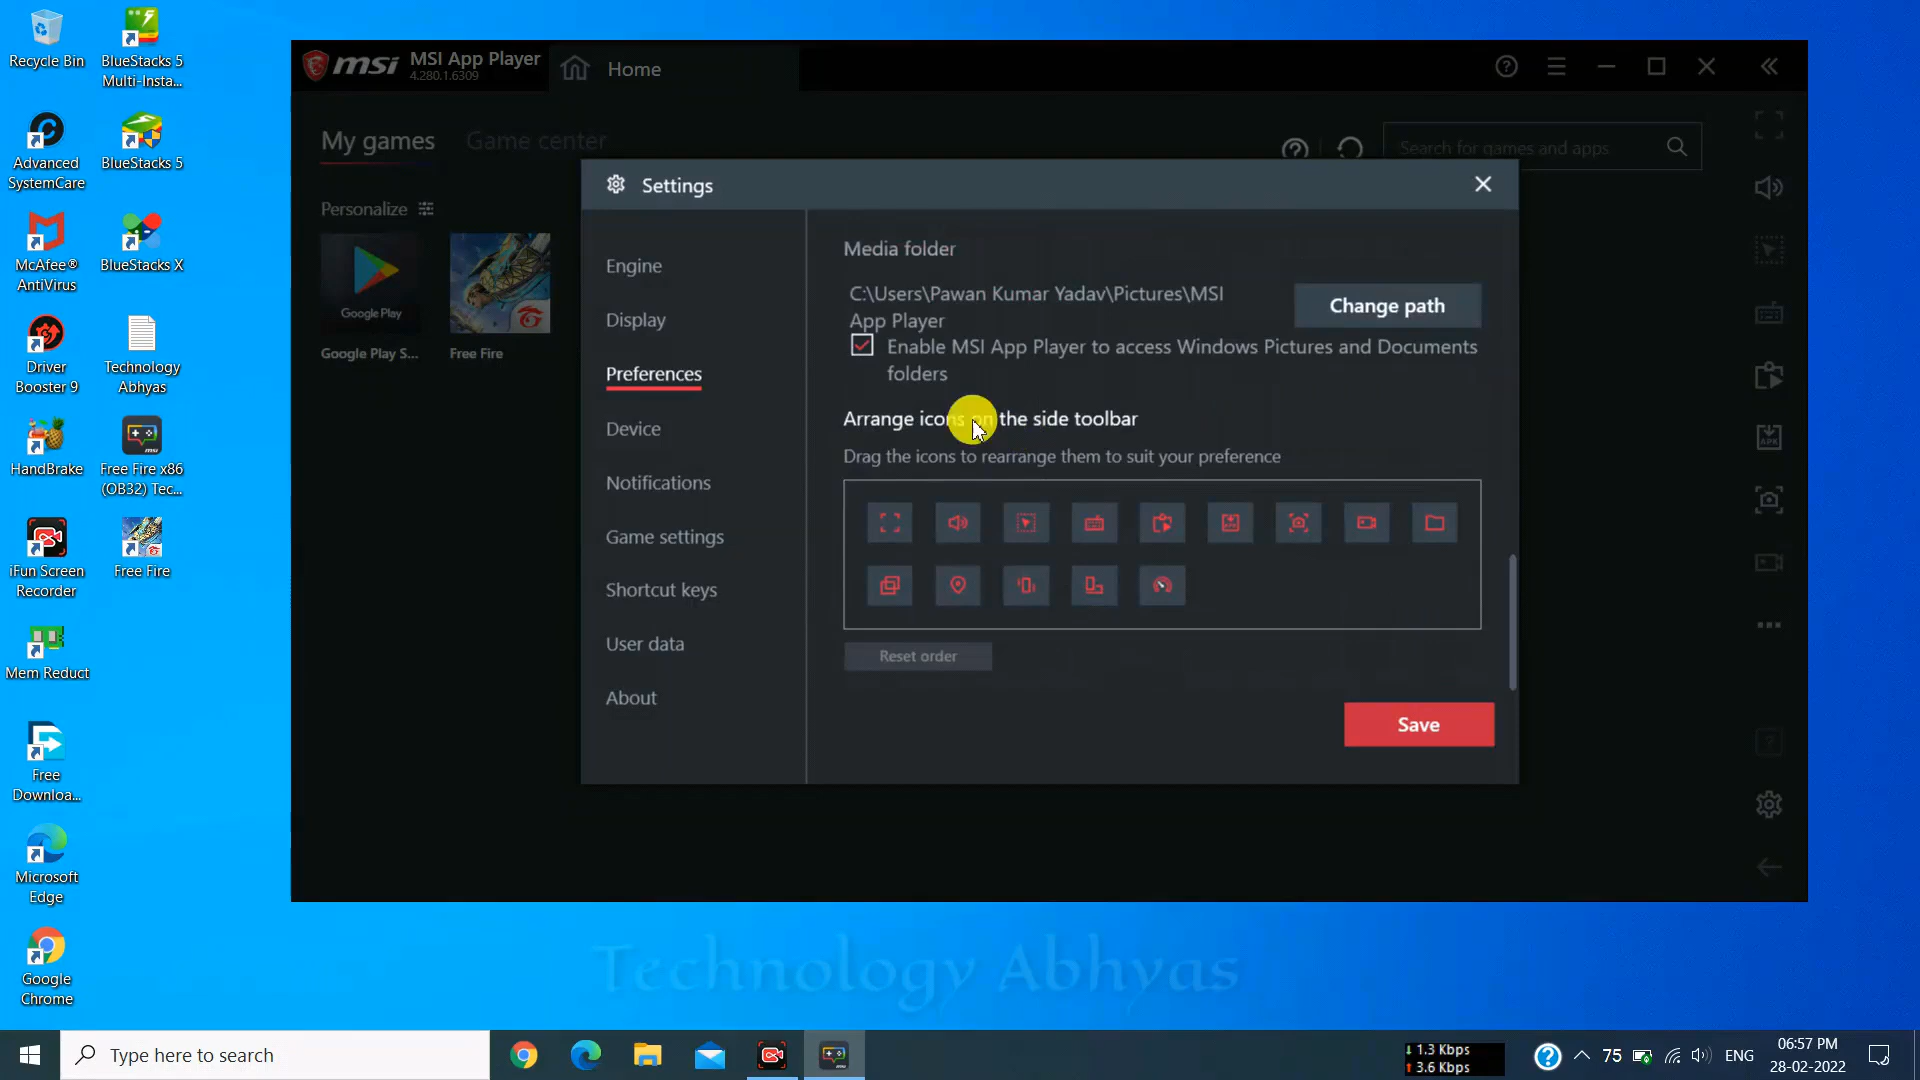 Recycle Bin
BlueStacks 5
Multi-Insta...
Advanced
SystemCare
BlueStacks 5
McAfee®
AntiVirus
BlueStacks X
Driver
Booster 9
Technology
Abhyas
HandBrake
Free Fire x86
(OB32) Tec...
iFun Screen
Recorder
Free Fire
Mem Reduct
Free
Downloa...
Microsoft
Edge
Google
Chrome
msi MSI App Player
4.280.1.6309
Home
My games
Game center
Search for games and apps
Personalize
Google Play
Google Play S...
Free Fire
Settings
Engine
Display
Preferences
Device
Notifications
Game settings
Shortcut keys
User data
About
Media folder
C:\Users\Pawan Kumar Yadav\Pictures\MSI
App Player
Change path
Enable MSI App Player to access Windows Pictures and Documents
folders
Arrange icons on the side toolbar
Drag the icons to rearrange them to suit your preference
Reset order
Save
Technology Abhyas
Type here to search
1.3 Kbps
3.6 Kbps
75
ENG
06:57 PM
28-02-2022